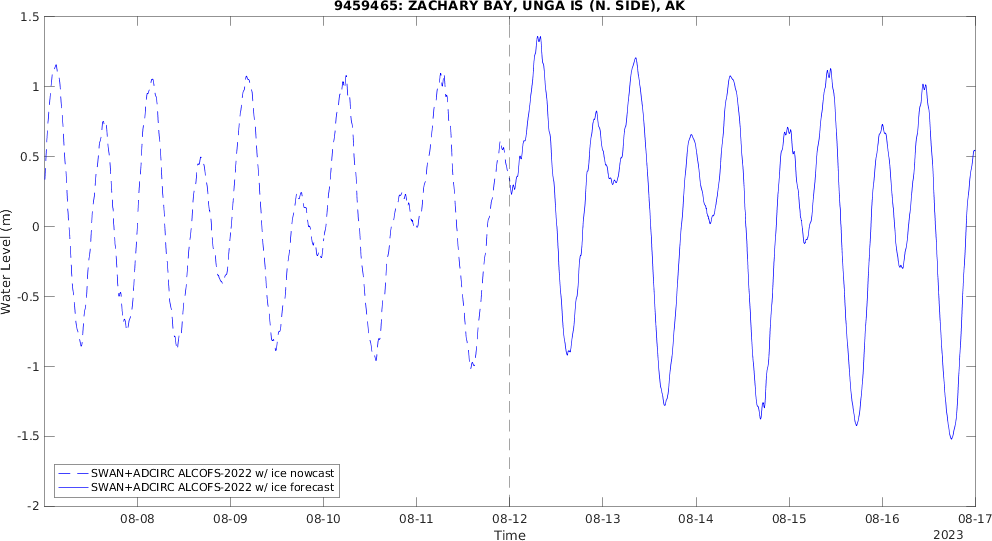 9459465: ZACHARY BAY, UNGA IS (N. SIDE), AK
1.5
1
0.5
0
-0.5
-1
-1.5
-2
Water Level (m)
SWAN+ADCIRC ALCOFS-2022 w/ ice nowcast
SWAN+ADCIRC ALCOFS-2022 w/ ice forecast
08-08 08-09 08-10 08-11 08-12 08-13 08-14 08-15 08-16 08-17
Time
2023